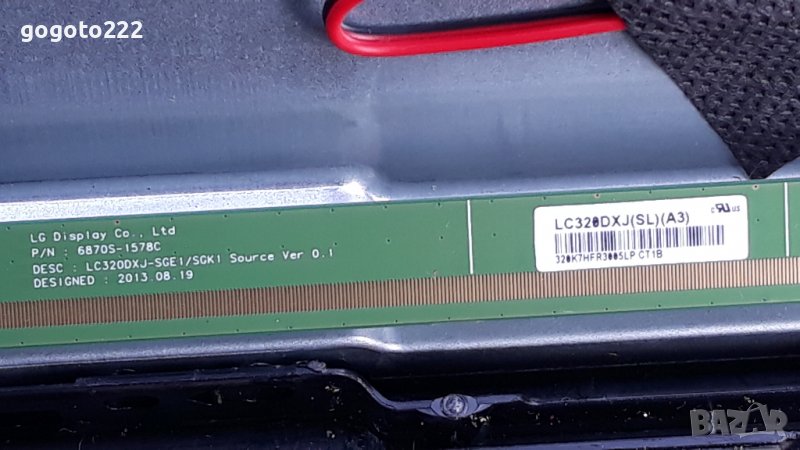 gogoto222
LG Display Co., Ltd
P/N : 6870S-1578C
DESC : LC320DXJ-SGE1/SGK1 Source Ver 0.1
DESIGNED : 2013.08.19
LC320DXJ(SL)(A3)
320K7HFR3005LP CT1B
BAZAR